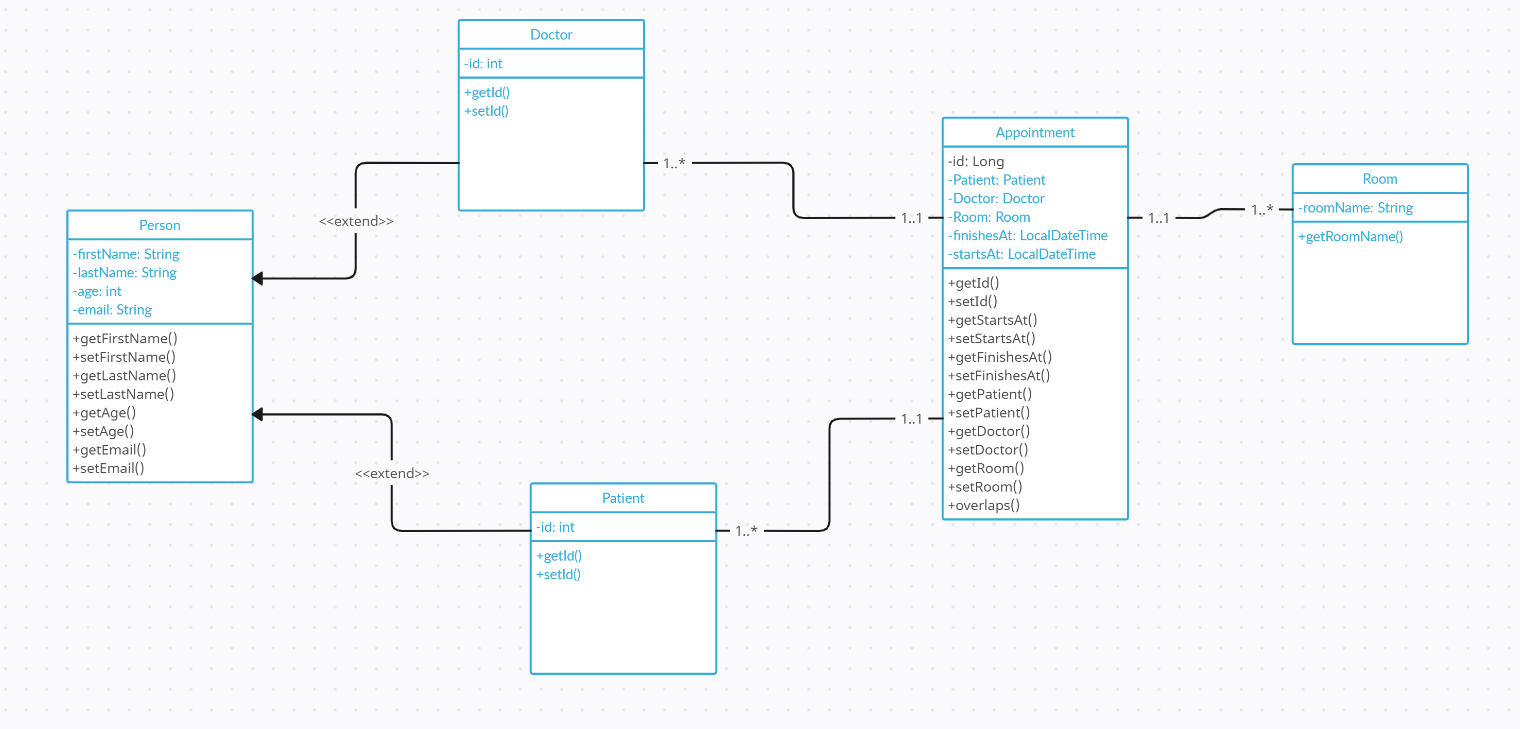 Doctor
-id: int
+getId()
+setId()
1..*
1..1
<<extend>>
Person
-firstName: String
-lastName: String
-age: int
-email: String
+getFirstName()
+setFirstName()
+getLastName()
+setLastName()
+getAge()
+setAge()
+getEmail()
+setEmail()
<<extend>>
Patient
-id: int
+getId()
+setId()
1..*
1..1
Appointment
-id: Long
-Patient: Patient
-Doctor: Doctor
-Room: Room
-finishesAt: LocalDateTime
-startsAt: LocalDateTime
+getId()
+setId()
+getStartsAt()
+setStartsAt()
+getFinishesAt()
+setFinishesAt()
+getPatient()
+setPatient()
+getDoctor()
+setDoctor()
+getRoom()
+setRoom()
+overlaps()
1..1
1..*
Room
-roomName: String
+getRoomName()